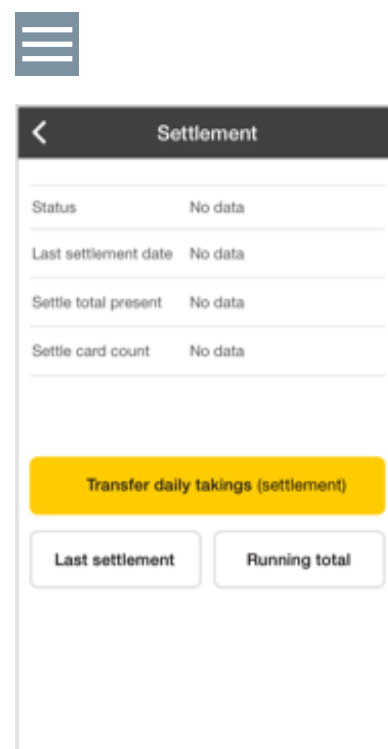 Settlement
Status No data
Last settlement date No data
Settle total present No data
Settle card count No data
Transfer daily takings (settlement)
Last settlement Running total